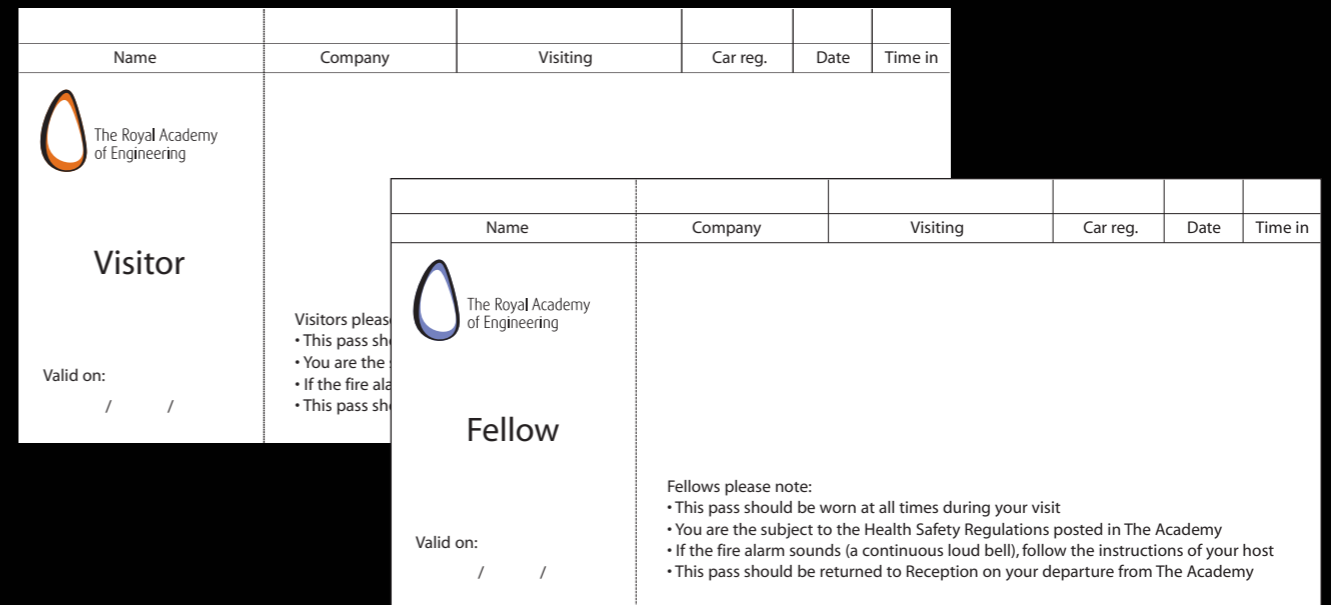 Name Company Visiting Car reg. Date Time in
The Royal Academy
of Engineering
Visitor
Visitors please
• This pass
• You are the
• If the fire
• This pass
Valid on:
/ /
Name Company Visiting Car reg. Date Time in
The Royal Academy
of Engineering
Fellow
Fellows please note:
• This pass should be worn at all times during your visit
• You are the subject to the Health Safety Regulations posted in The Academy
• If the fire alarm sounds (a continuous loud bell), follow the instructions of your host
• This pass should be returned to Reception on your departure from The Academy
Valid on:
/ /